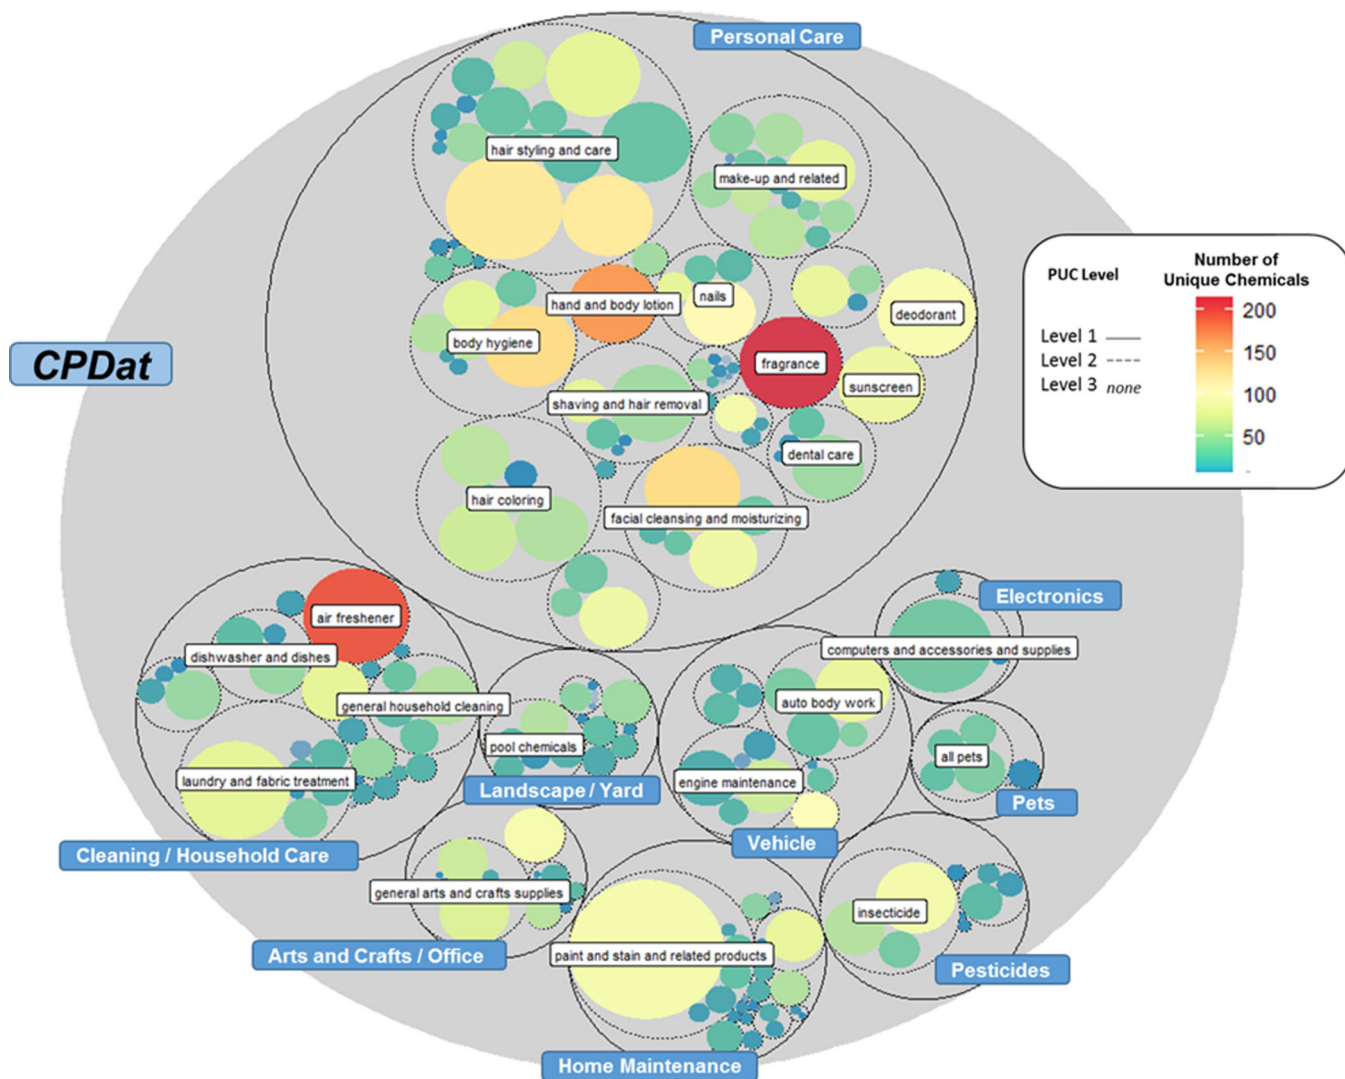 Personal Care
hair styling and care
make-up and related
PUC Level
Number of
Unique Chemicals
Level 1
Level 2
Level 3 none
200
150
100
50
-
hand and body lotion
nails
deodorant
body hygiene
CPDat
fragrance
sunscreen
shaving and hair removal
dental care
hair coloring
facial cleansing and moisturizing
Electronics
air freshener
computers and accessories and supplies
dishwasher and dishes
general household cleaning
auto body work
pool chemicals
all pets
laundry and fabric treatment
engine maintenance
Landscape / Yard
Pets
Vehicle
Cleaning / Household Care
general arts and crafts supplies
insecticide
Arts and Crafts / Office
paint and stain and related products
Pesticides
Home Maintenance